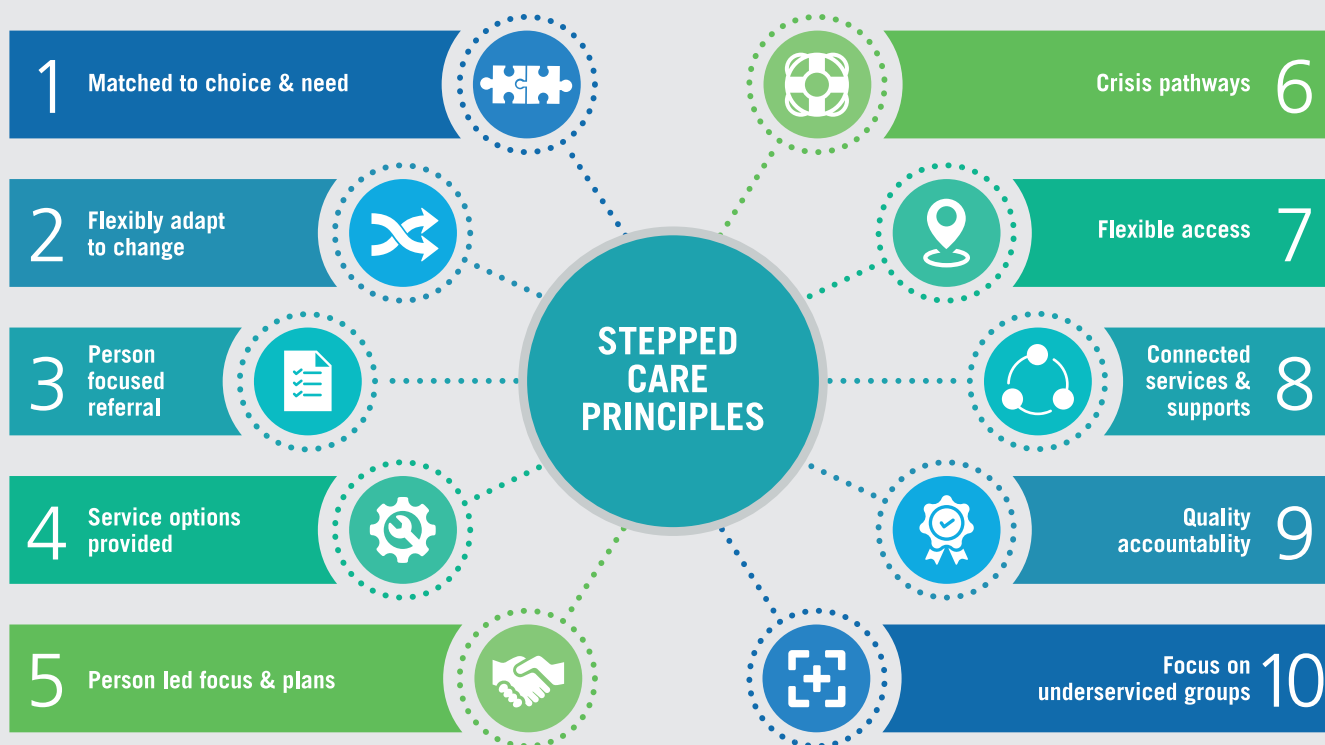 STEPPED
CARE
PRINCIPLES
1 Matched to choice & need
2 Flexibly adapt
to change
3 Person
focused
referral
4 Service options
provided
5 Person led focus & plans
Crisis pathways 6
Flexible access 7
Connected
services &
supports 8
Quality
accountablity 9
Focus on
underserviced groups 10